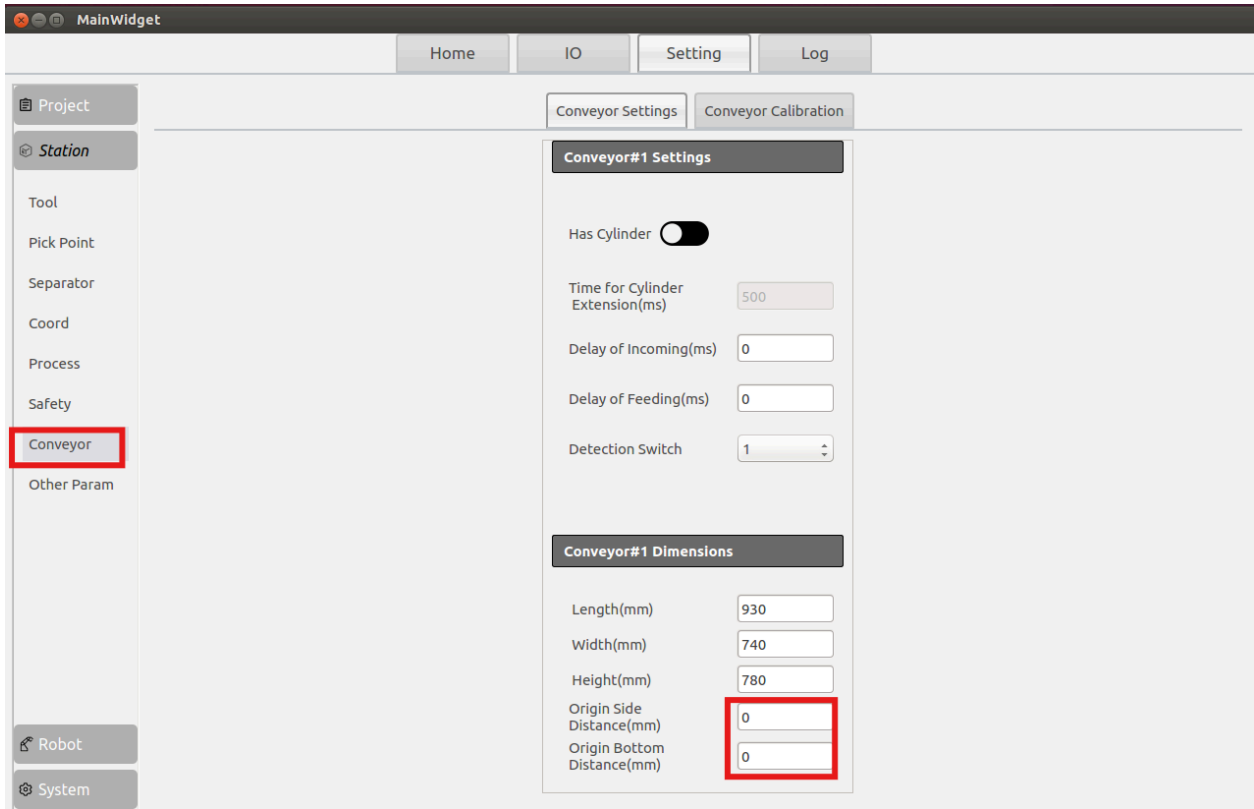 MainWidget
Home
IO
Setting
Log
Project
Station
Tool
Pick Point
Separator
Coord
Process
Safety
Conveyor
Other Param
Robot
System
Conveyor Settings
Conveyor Calibration
Conveyor#1 Settings
Has Cylinder
Time for Cylinder
Extension(ms)
500
Delay of Incoming(ms)
0
Delay of Feeding(ms)
0
Detection Switch
1
Conveyor#1 Dimensions
Length(mm)
930
Width(mm)
740
Height(mm)
780
Origin Side
Distance(mm)
0
Origin Bottom
Distance(mm)
0